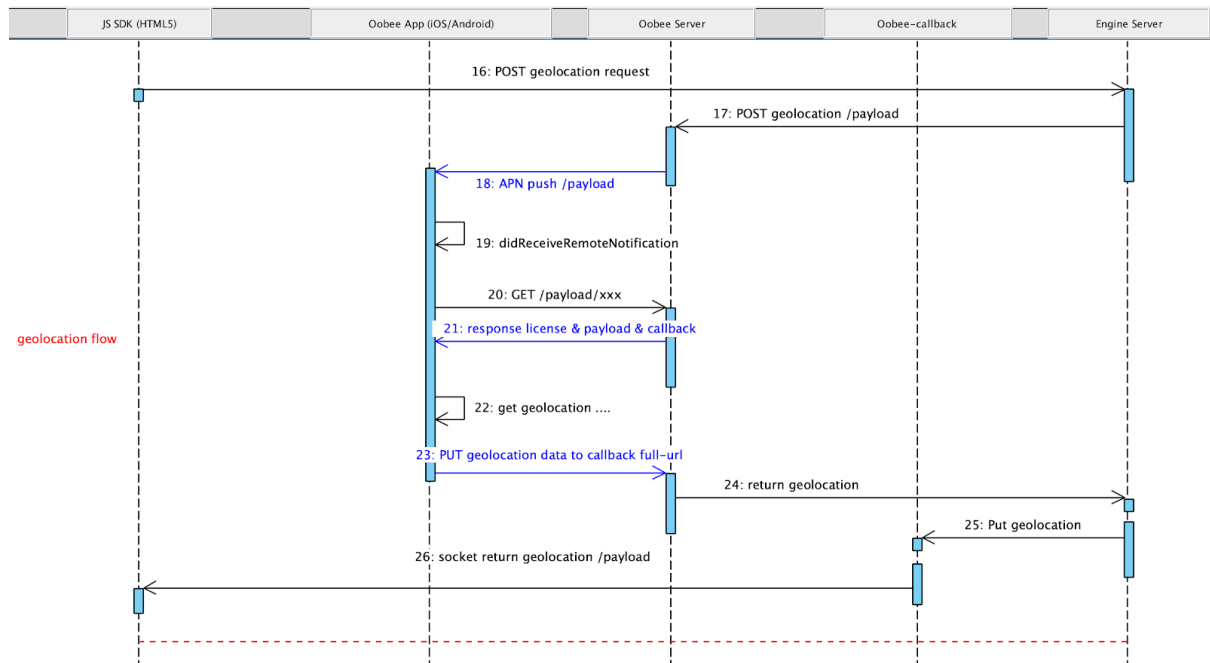 JS SDK (HTML5)
Oobee App (iOS/Android)
Oobee Server
Oobee-callback
Engine Server
16: POST geolocation request
17: POST geolocation /payload
18: APN push /payload
19: didReceiveRemoteNotification
20: GET /payload/xxx
21: response license & payload & callback
geolocation flow
22: get geolocation ....
23: PUT geolocation data to callback full-url
24: return geolocation
25: Put geolocation
26: socket return geolocation /payload